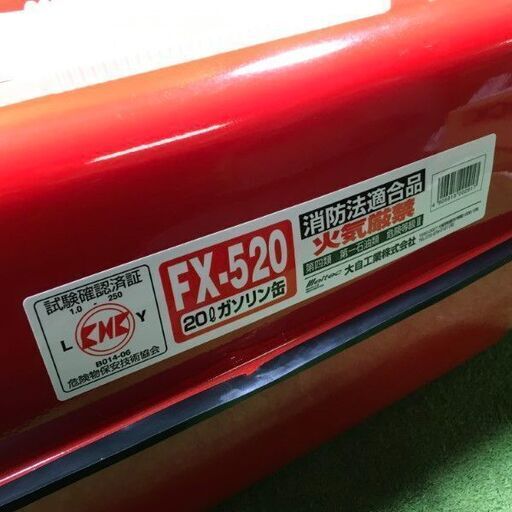 試験確認済証
1.0 - 250
L KHK Y
B014-06
危険物保安技術協会
FX-520
20ℓガソリン缶
消防法適合品
火気厳禁
第四類 第一石油類 危険等級Ⅱ
Meltec 大自工業株式会社